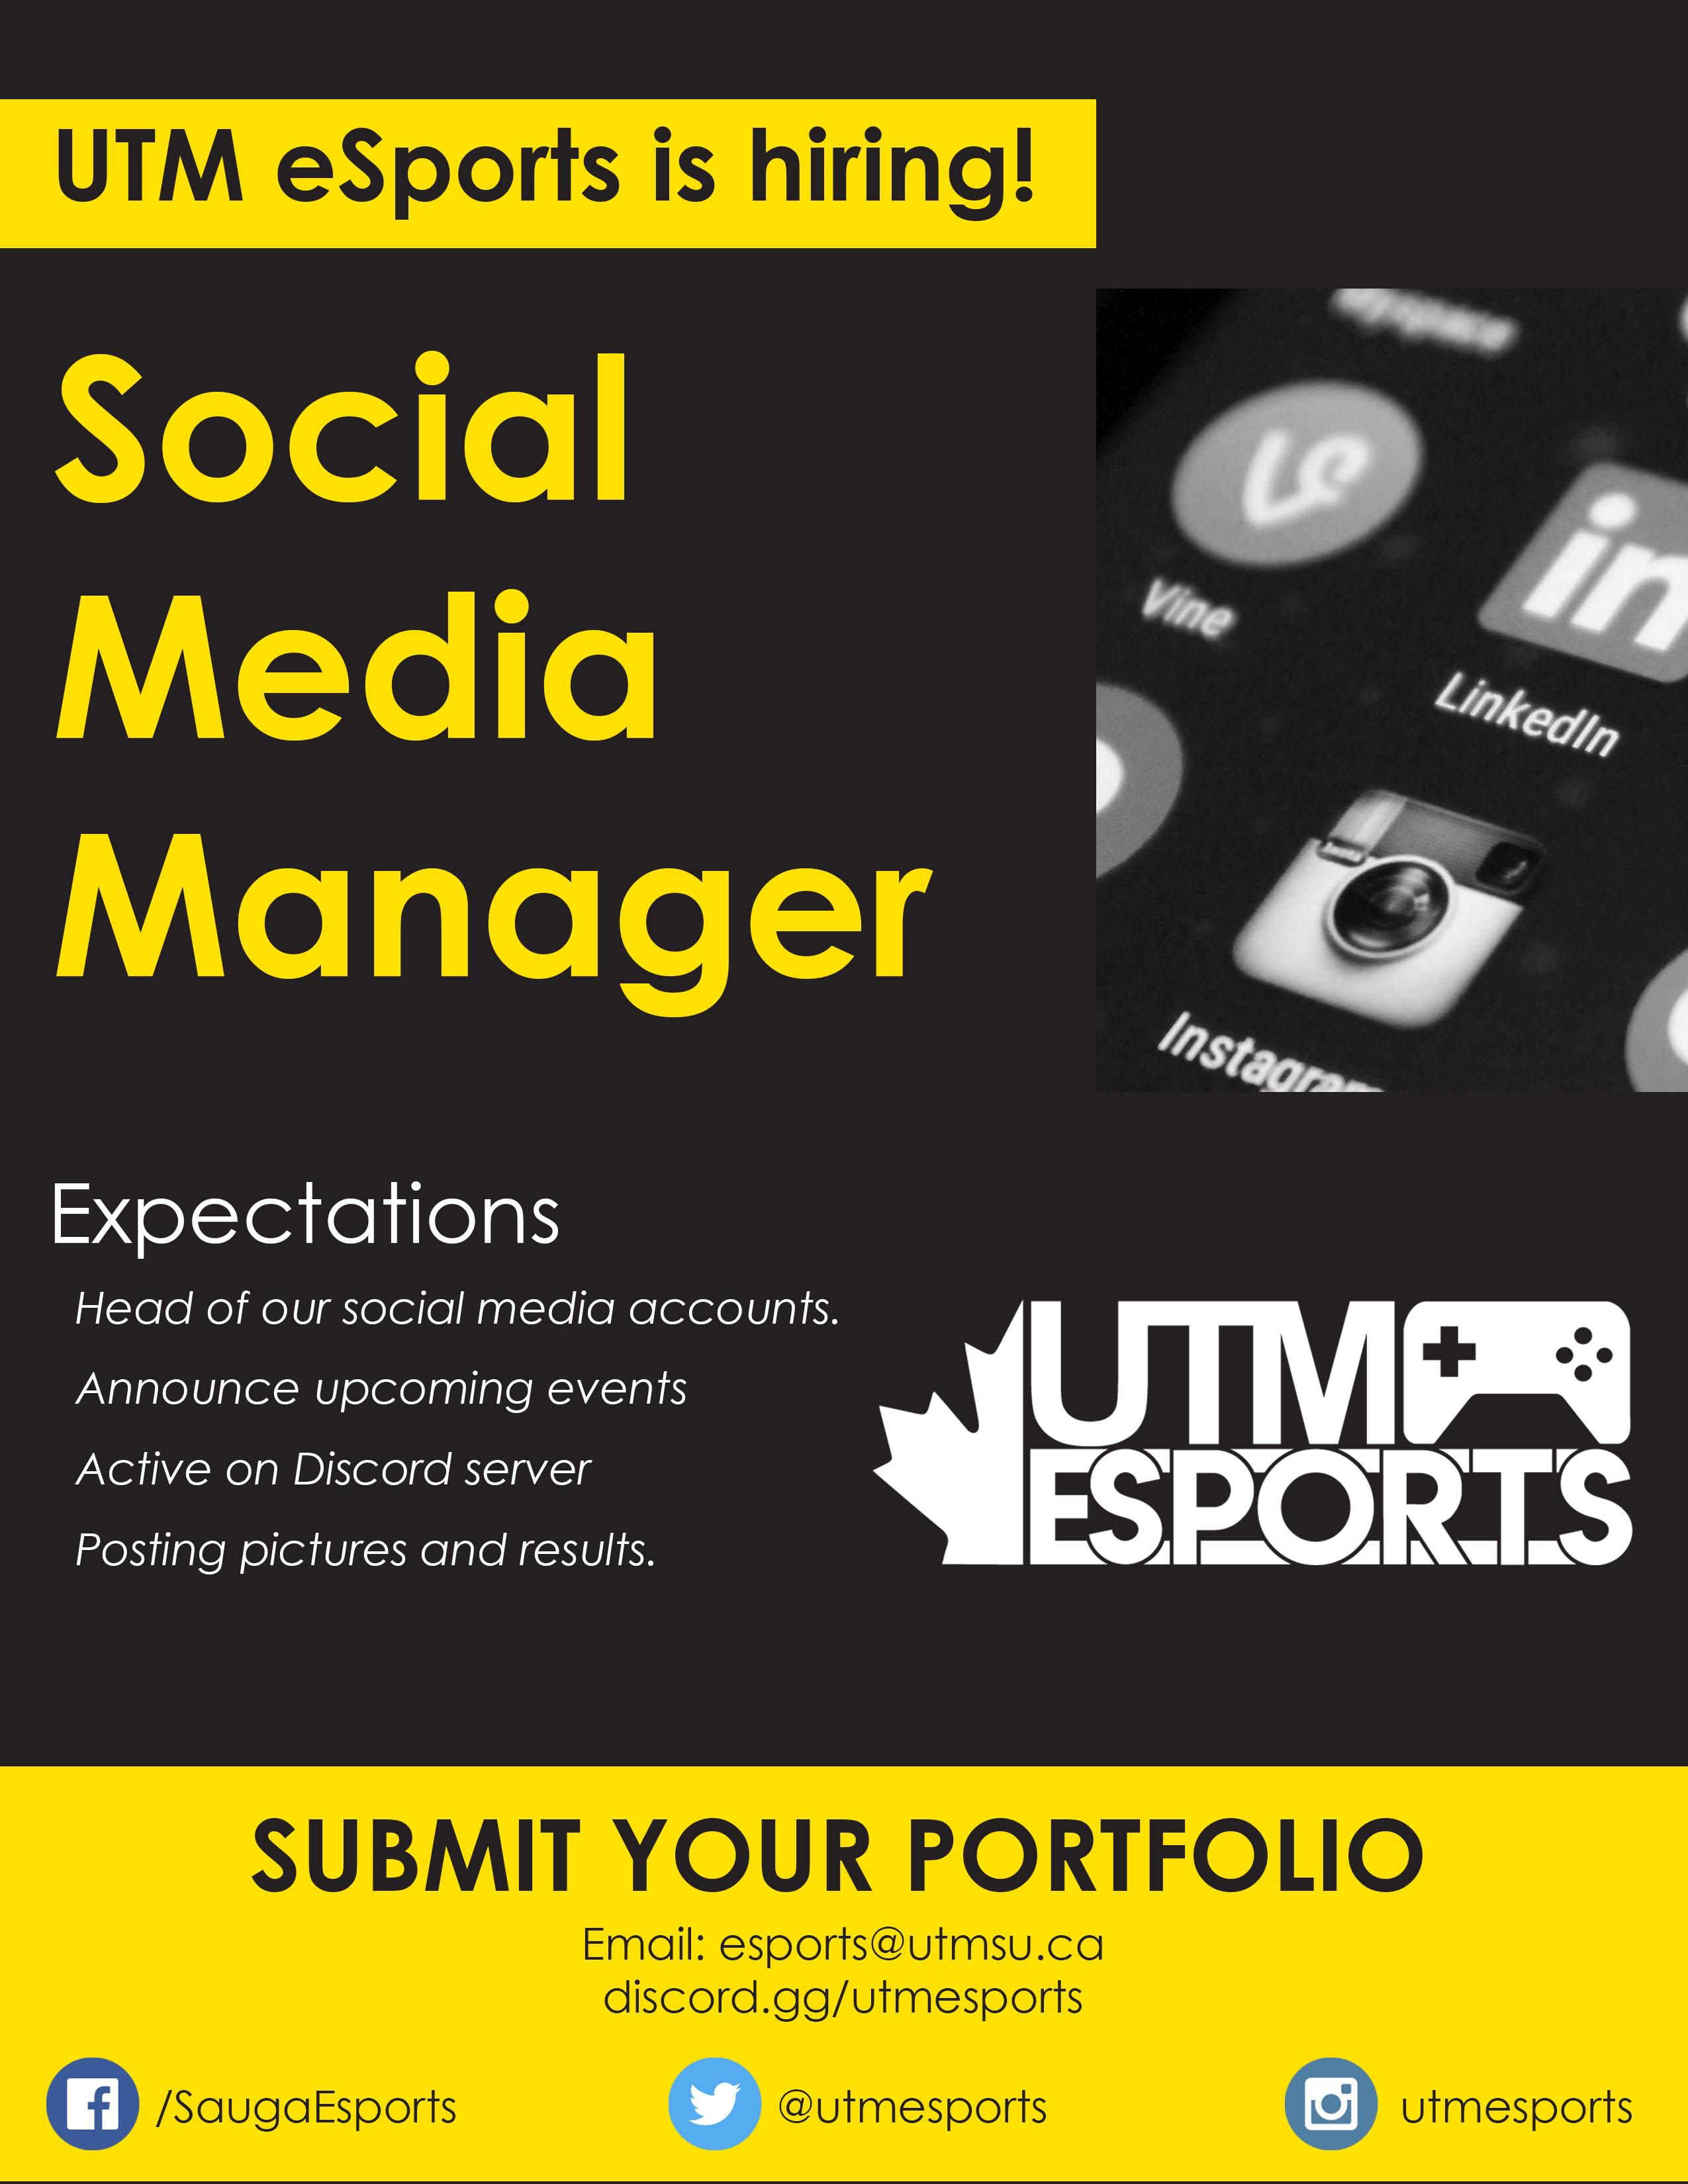 UTM eSports is hiring!
Social
Media
Manager
myspace
Vine
LinkedIn
in
Instagram
Expectations
Head of our social media accounts.
Announce upcoming events
Active on Discord server
Posting pictures and results.
UTM
ESPORTS
SUBMIT YOUR PORTFOLIO
Email: esports@utmsu.ca
discord.gg/utmesports
/SaugaEsports
@utmesports
utmesports